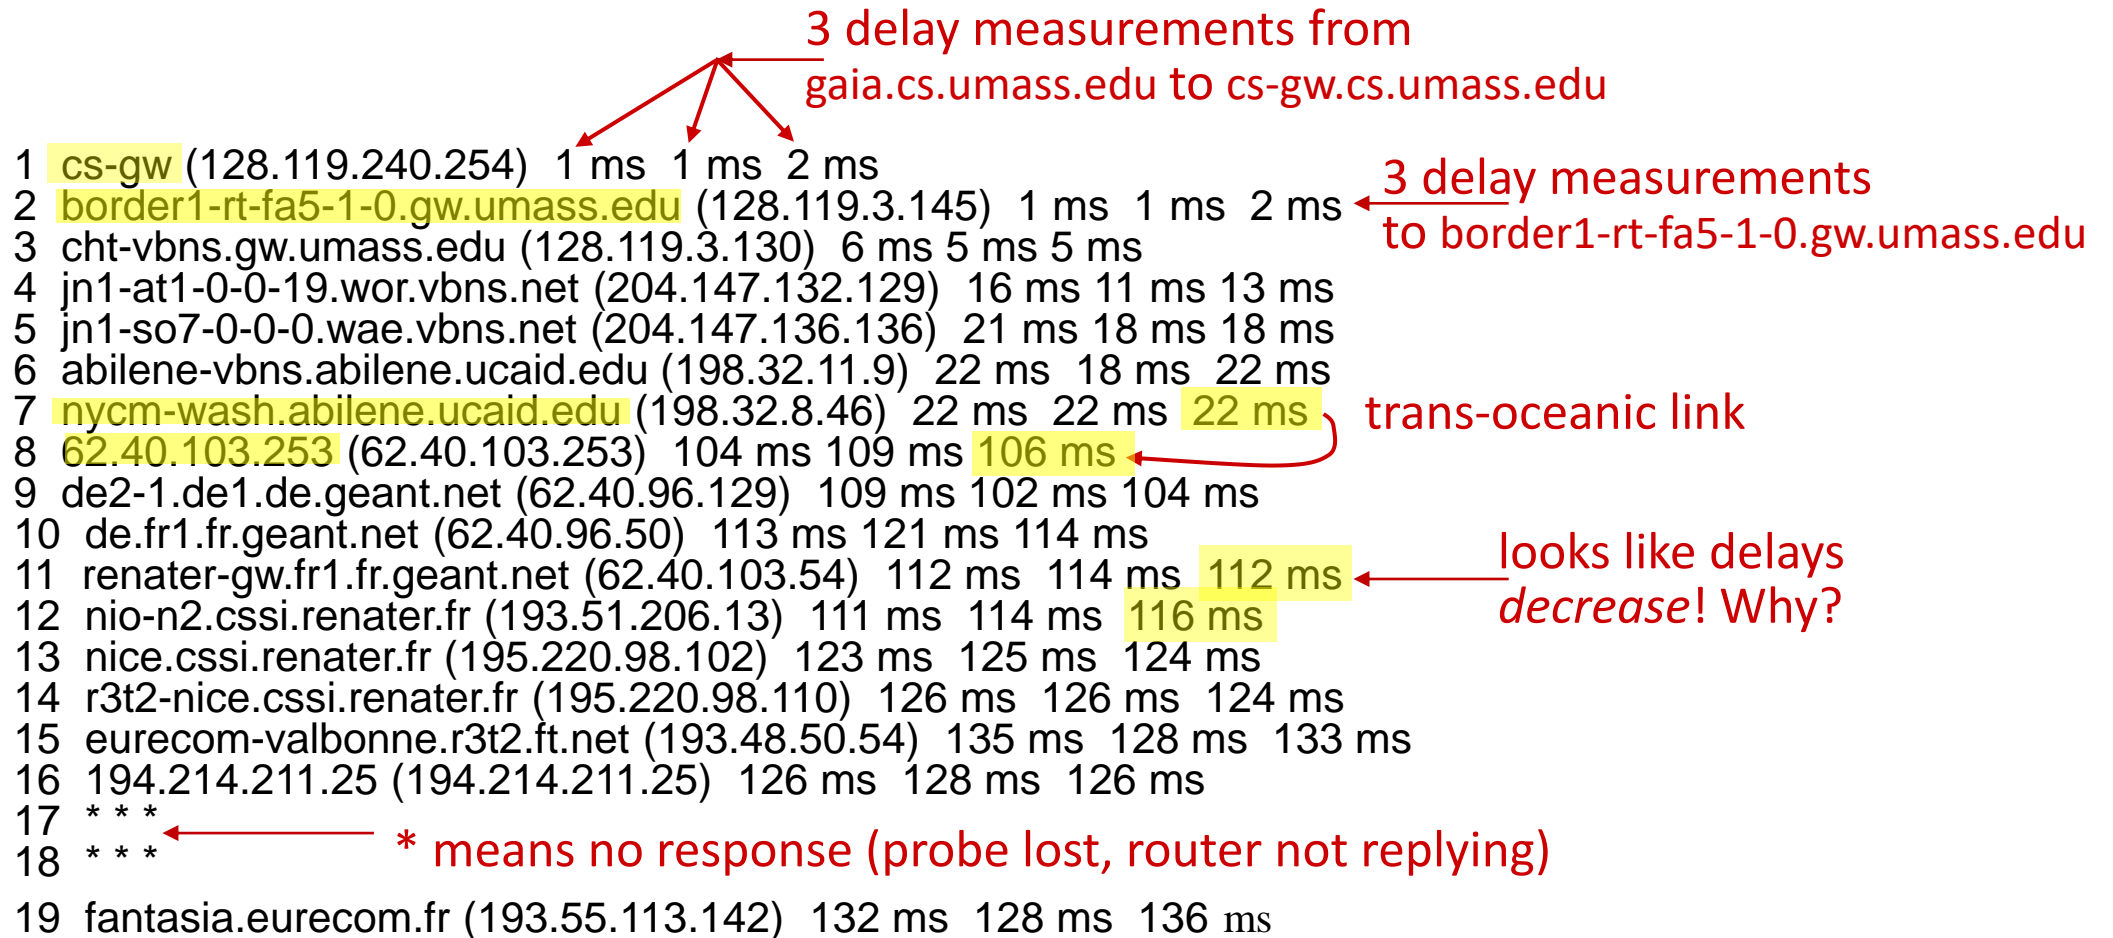 3 delay measurements from
gaia.cs.umass.edu to cs-gw.cs.umass.edu
1 cs-gw (128.119.240.254) 1 ms 1 ms 2 ms
2 border1-rt-fa5-1-0.gw.umass.edu (128.119.3.145) 1 ms 1 ms 2 ms
3 delay measurements
to border1-rt-fa5-1-0.gw.umass.edu
3 cht-vbns.gw.umass.edu (128.119.3.130) 6 ms 5 ms 5 ms
4 jn1-at1-0-0-19.wor.vbns.net (204.147.132.129) 16 ms 11 ms 13 ms
5 jn1-so7-0-0-0.wae.vbns.net (204.147.136.136) 21 ms 18 ms 18 ms
6 abilene-vbns.abilene.ucaid.edu (198.32.11.9) 22 ms 18 ms 22 ms
7 nycm-wash.abilene.ucaid.edu (198.32.8.46) 22 ms 22 ms 22 ms
trans-oceanic link
8 62.40.103.253 (62.40.103.253) 104 ms 109 ms 106 ms
9 de2-1.de1.de.geant.net (62.40.96.129) 109 ms 102 ms 104 ms
10 de.fr1.fr.geant.net (62.40.96.50) 113 ms 121 ms 114 ms
11 renater-gw.fr1.fr.geant.net (62.40.103.54) 112 ms 114 ms 112 ms
looks like delays
decrease! Why?
12 nio-n2.cssi.renater.fr (193.51.206.13) 111 ms 114 ms 116 ms
13 nice.cssi.renater.fr (195.220.98.102) 123 ms 125 ms 124 ms
14 r3t2-nice.cssi.renater.fr (195.220.98.110) 126 ms 126 ms 124 ms
15 eurecom-valbonne.r3t2.ft.net (193.48.50.54) 135 ms 128 ms 133 ms
16 194.214.211.25 (194.214.211.25) 126 ms 128 ms 126 ms
17 * * *
* means no response (probe lost, router not replying)
18 * * *
19 fantasia.eurecom.fr (193.55.113.142) 132 ms 128 ms 136 ms